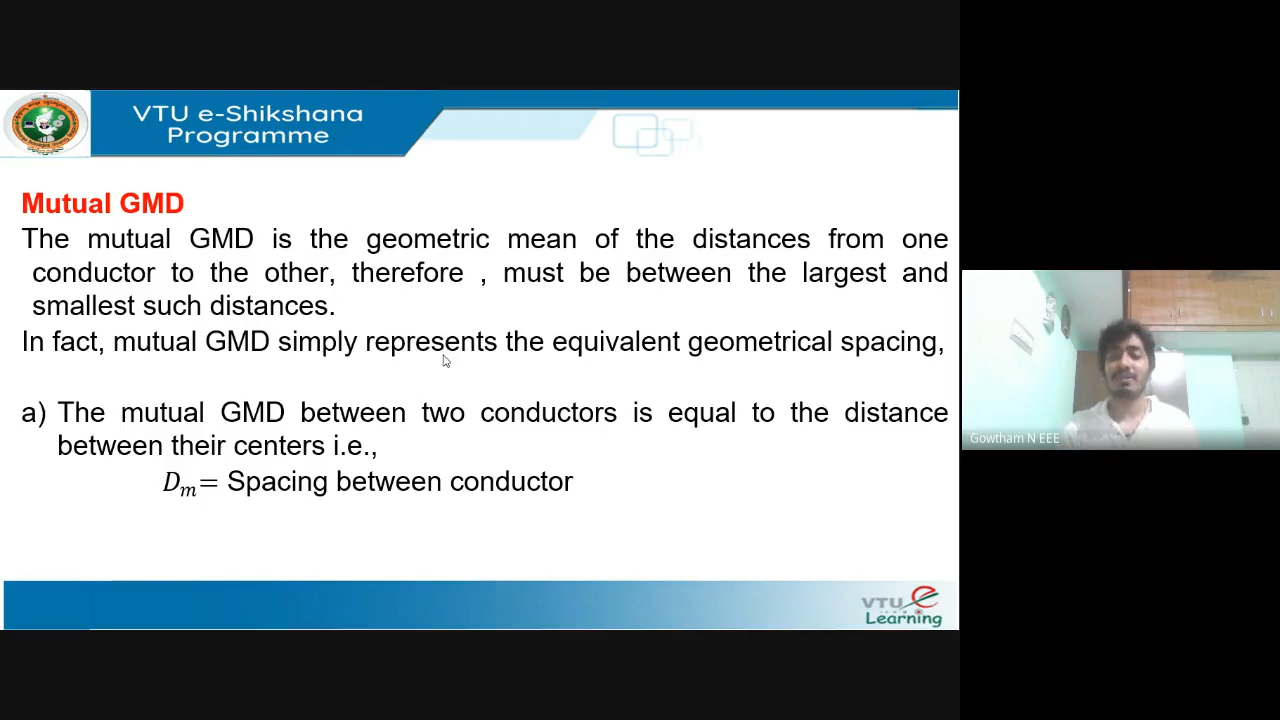 VTU e-Shikshana
Programme
Mutual GMD
The mutual GMD is the geometric mean of the distances from one
conductor to the other, therefore , must be between the largest and
smallest such distances.
In fact, mutual GMD simply represents the equivalent geometrical spacing,
a) The mutual GMD between two conductors is equal to the distance
between their centers i.e.,
Dₘ= Spacing between conductor
Gowtham N EEE
VTU e
Learning